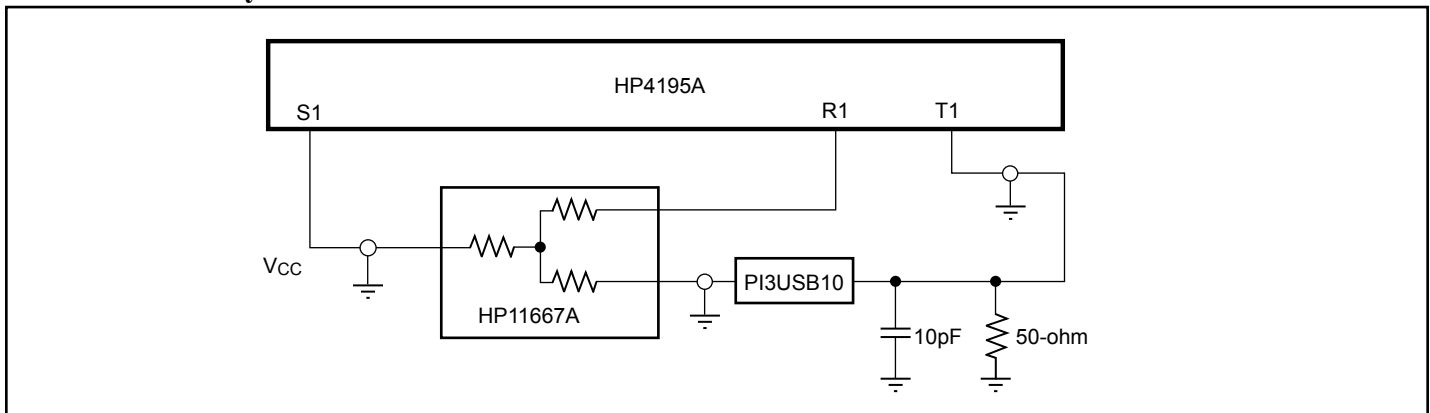 HP4195A
S1
R1
T1
VCC
HP11667A
PI3USB10
10pF
50-ohm